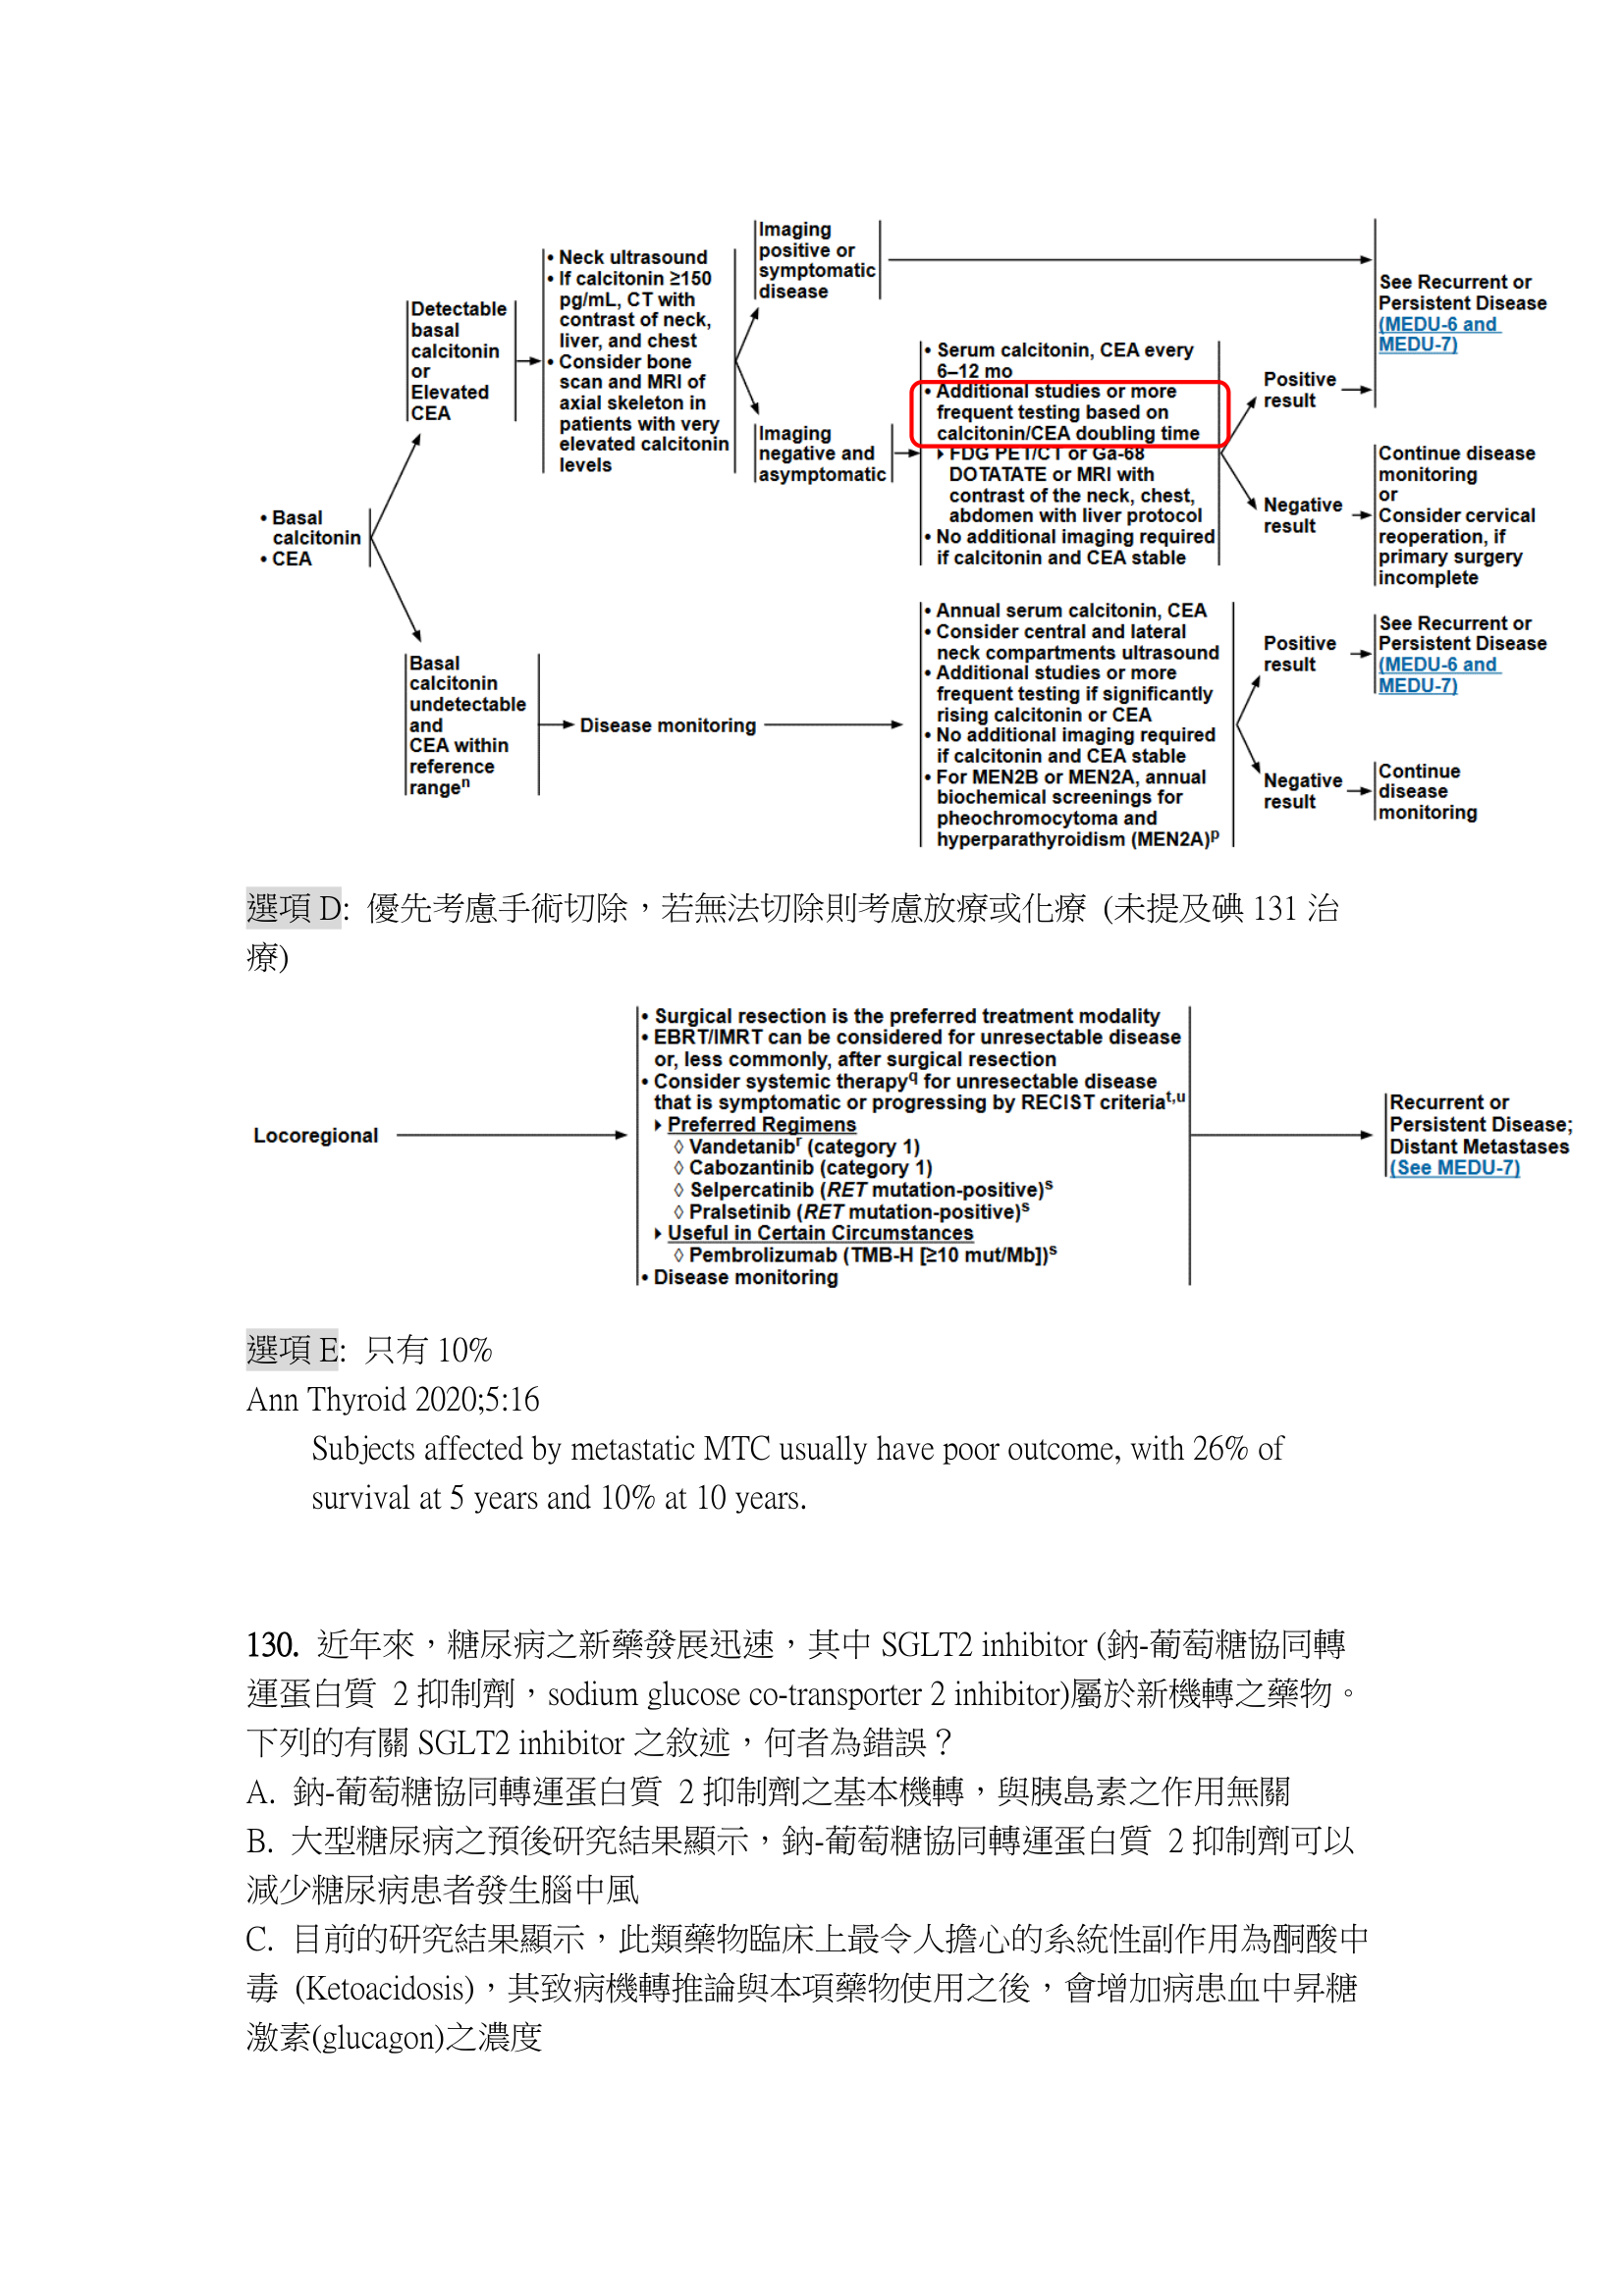 • Basal
calcitonin
• CEA
Detectable
basal
calcitonin
or
Elevated
CEA
• Neck ultrasound
• If calcitonin ≥150
pg/mL, CT with
contrast of neck,
liver, and chest
• Consider bone
scan and MRI of
axial skeleton in
patients with very
elevated calcitonin
levels
Imaging
positive or
symptomatic
disease
See Recurrent or
Persistent Disease
(MEDU-6 and
MEDU-7)
Imaging
negative and
asymptomatic
• Serum calcitonin, CEA every
6–12 mo
• Additional studies or more
frequent testing based on
calcitonin/CEA doubling time
▸ FDG PET/CT or Ga-68
DOTATATE or MRI with
contrast of the neck, chest,
abdomen with liver protocol
• No additional imaging required
if calcitonin and CEA stable
Positive
result
Negative
result
Continue disease
monitoring
or
Consider cervical
reoperation, if
primary surgery
incomplete
Basal
calcitonin
undetectable
and
CEA within
reference
rangeⁿ
Disease monitoring
• Annual serum calcitonin, CEA
• Consider central and lateral
neck compartments ultrasound
• Additional studies or more
frequent testing if significantly
rising calcitonin or CEA
• No additional imaging required
if calcitonin and CEA stable
• For MEN2B or MEN2A, annual
biochemical screenings for
pheochromocytoma and
hyperparathyroidism (MEN2A)ᵖ
Positive
result
See Recurrent or
Persistent Disease
(MEDU-6 and
MEDU-7)
Negative
result
Continue
disease
monitoring
選項 D: 優先考慮手術切除，若無法切除則考慮放療或化療 (未提及碘 131 治
療)
Locoregional
• Surgical resection is the preferred treatment modality
• EBRT/IMRT can be considered for unresectable disease
or, less commonly, after surgical resection
• Consider systemic therapy^q for unresectable disease
that is symptomatic or progressing by RECIST criteria^t,u
▸ Preferred Regimens
◊ Vandetanib^r (category 1)
◊ Cabozantinib (category 1)
◊ Selpercatinib (RET mutation-positive)^s
◊ Pralsetinib (RET mutation-positive)^s
▸ Useful in Certain Circumstances
◊ Pembrolizumab (TMB-H [≥10 mut/Mb])^s
• Disease monitoring
Recurrent or
Persistent Disease;
Distant Metastases
(See MEDU-7)
選項 E: 只有 10%
Ann Thyroid 2020;5:16
Subjects affected by metastatic MTC usually have poor outcome, with 26% of
survival at 5 years and 10% at 10 years.
130. 近年來，糖尿病之新藥發展迅速，其中 SGLT2 inhibitor (鈉-葡萄糖協同轉
運蛋白質 2 抑制劑，sodium glucose co-transporter 2 inhibitor)屬於新機轉之藥物。
下列的有關 SGLT2 inhibitor 之敘述，何者為錯誤？
A. 鈉-葡萄糖協同轉運蛋白質 2 抑制劑之基本機轉，與胰島素之作用無關
B. 大型糖尿病之預後研究結果顯示，鈉-葡萄糖協同轉運蛋白質 2 抑制劑可以
減少糖尿病患者發生腦中風
C. 目前的研究結果顯示，此類藥物臨床上最令人擔心的系統性副作用為酮酸中
毒 (Ketoacidosis)，其致病機轉推論與本項藥物使用之後，會增加病患血中昇糖
激素(glucagon)之濃度